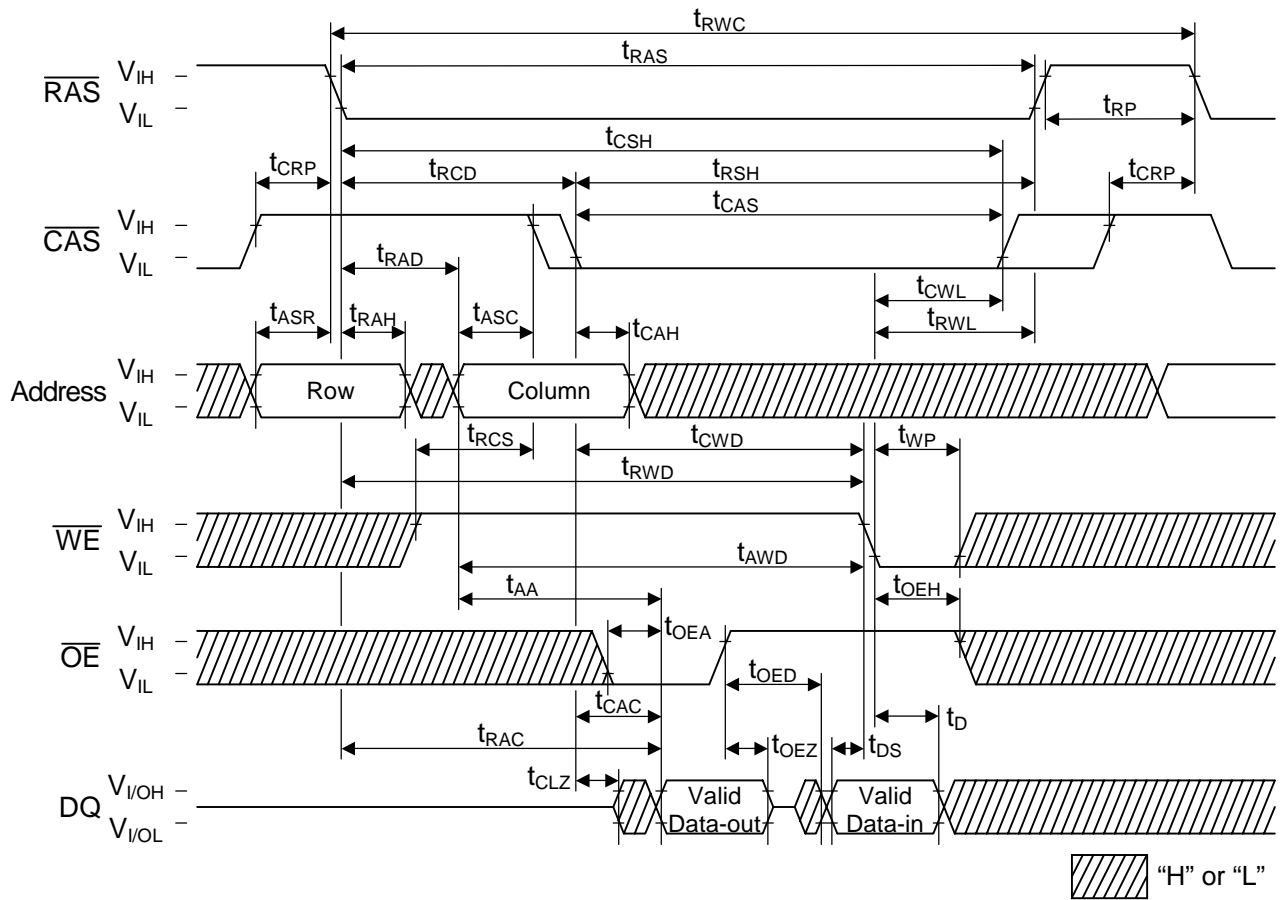 tRWC
tRAS
RAS VIH
VIL
tRP
tCSH
tCRP tRCD tRSH tCRP
tCAS
CAS VIH
VIL
tRAD
tCWL
tASR tRAH tASC tCAH tRWL
Address VIH
VIL
Row Column
tRCS tCWD tWP
tRWD
WE VIH
VIL
tAWD
tAA tOEH
tOEA
OE VIH
VIL
tOED
tCAC tD
tRAC tOEZ tDS
tCLZ
DQ VI/OH
VI/OL
Valid Data-out
Valid Data-in
“H” or “L”